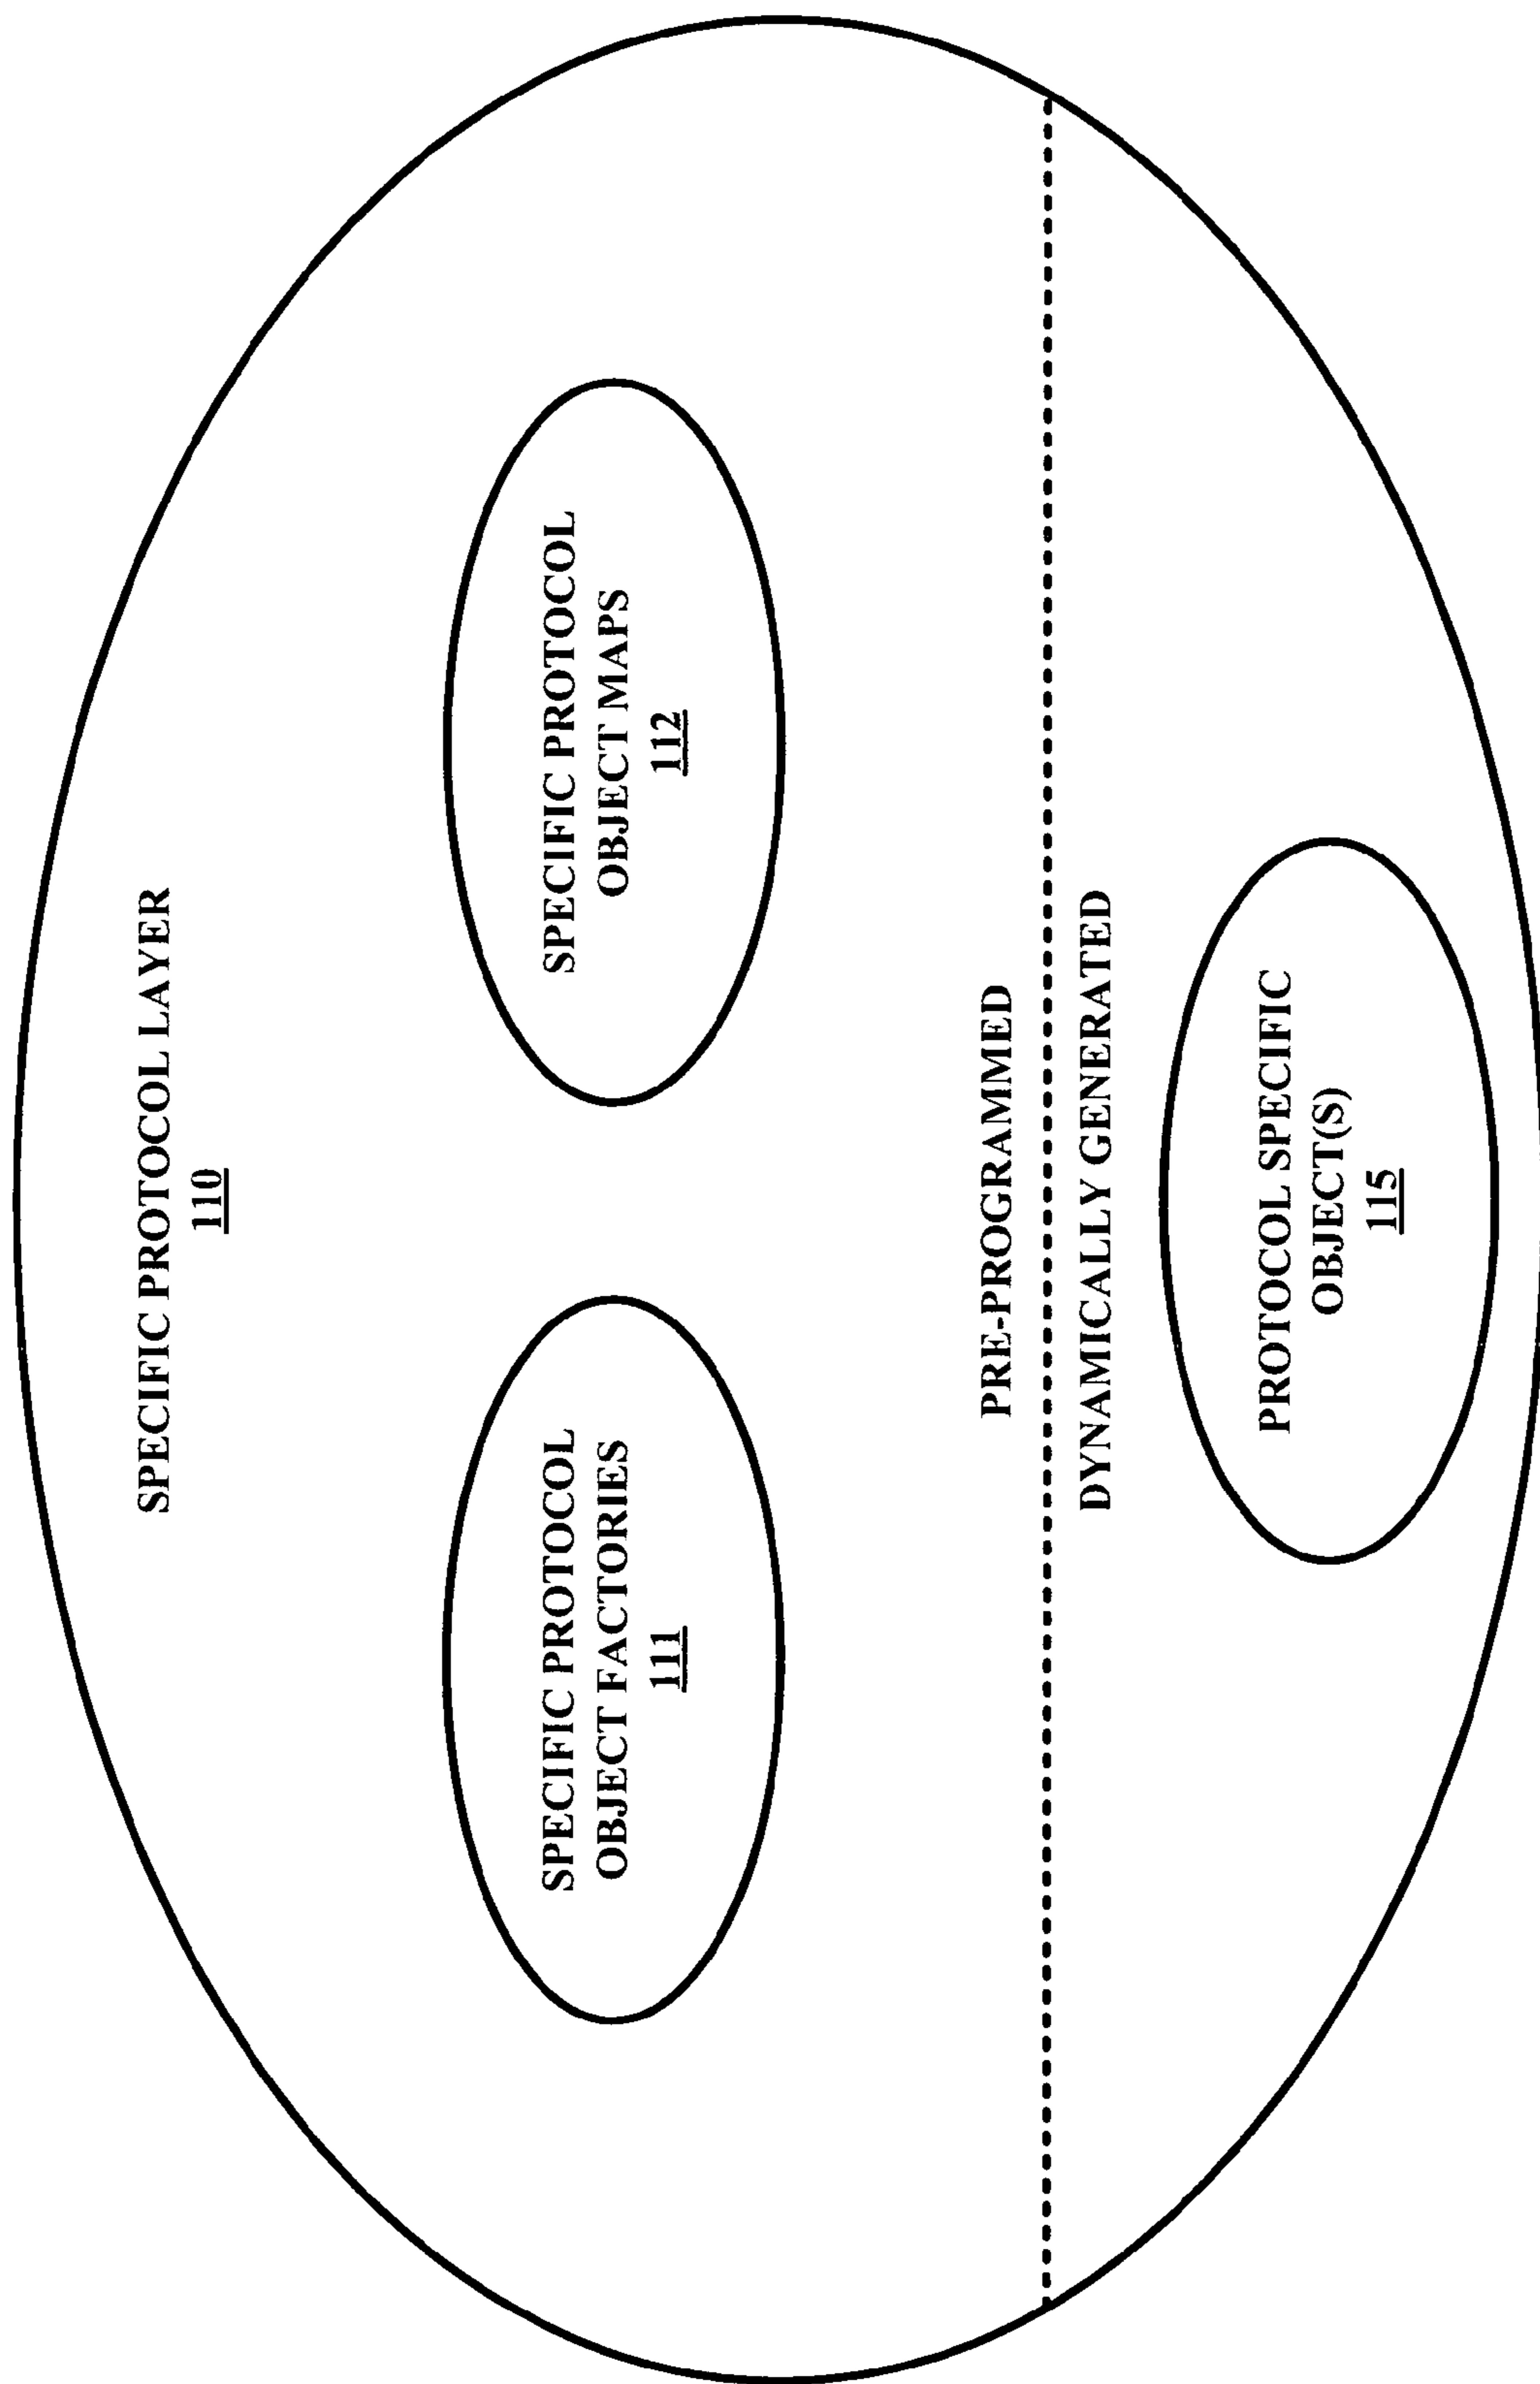 SPECIFIC PROTOCOL LAYER
110
SPECIFIC PROTOCOL
OBJECT FACTORIES
111
SPECIFIC PROTOCOL
OBJECT MAPS
112
PRE-PROGRAMMED
DYNAMICALLY GENERATED
PROTOCOL SPECIFIC
OBJECT(S)
115